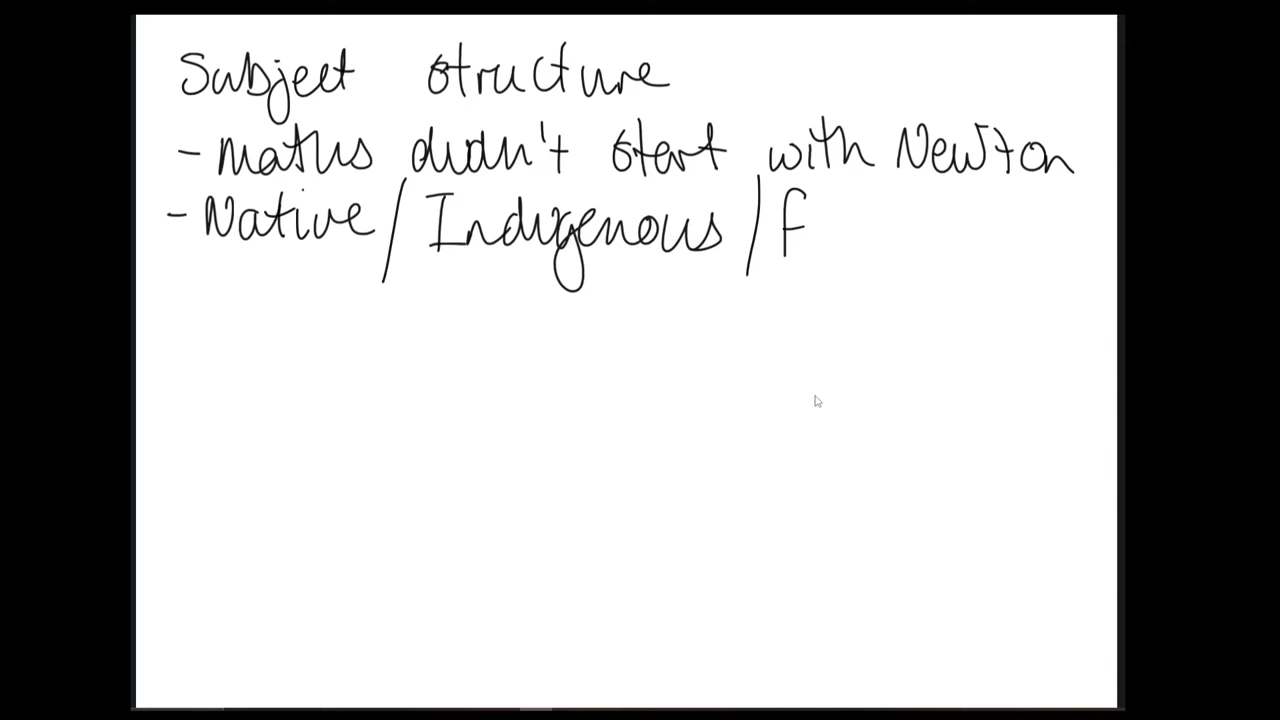 Subject structure
- maths didn't start with Newton
- Native / Indigenous / F